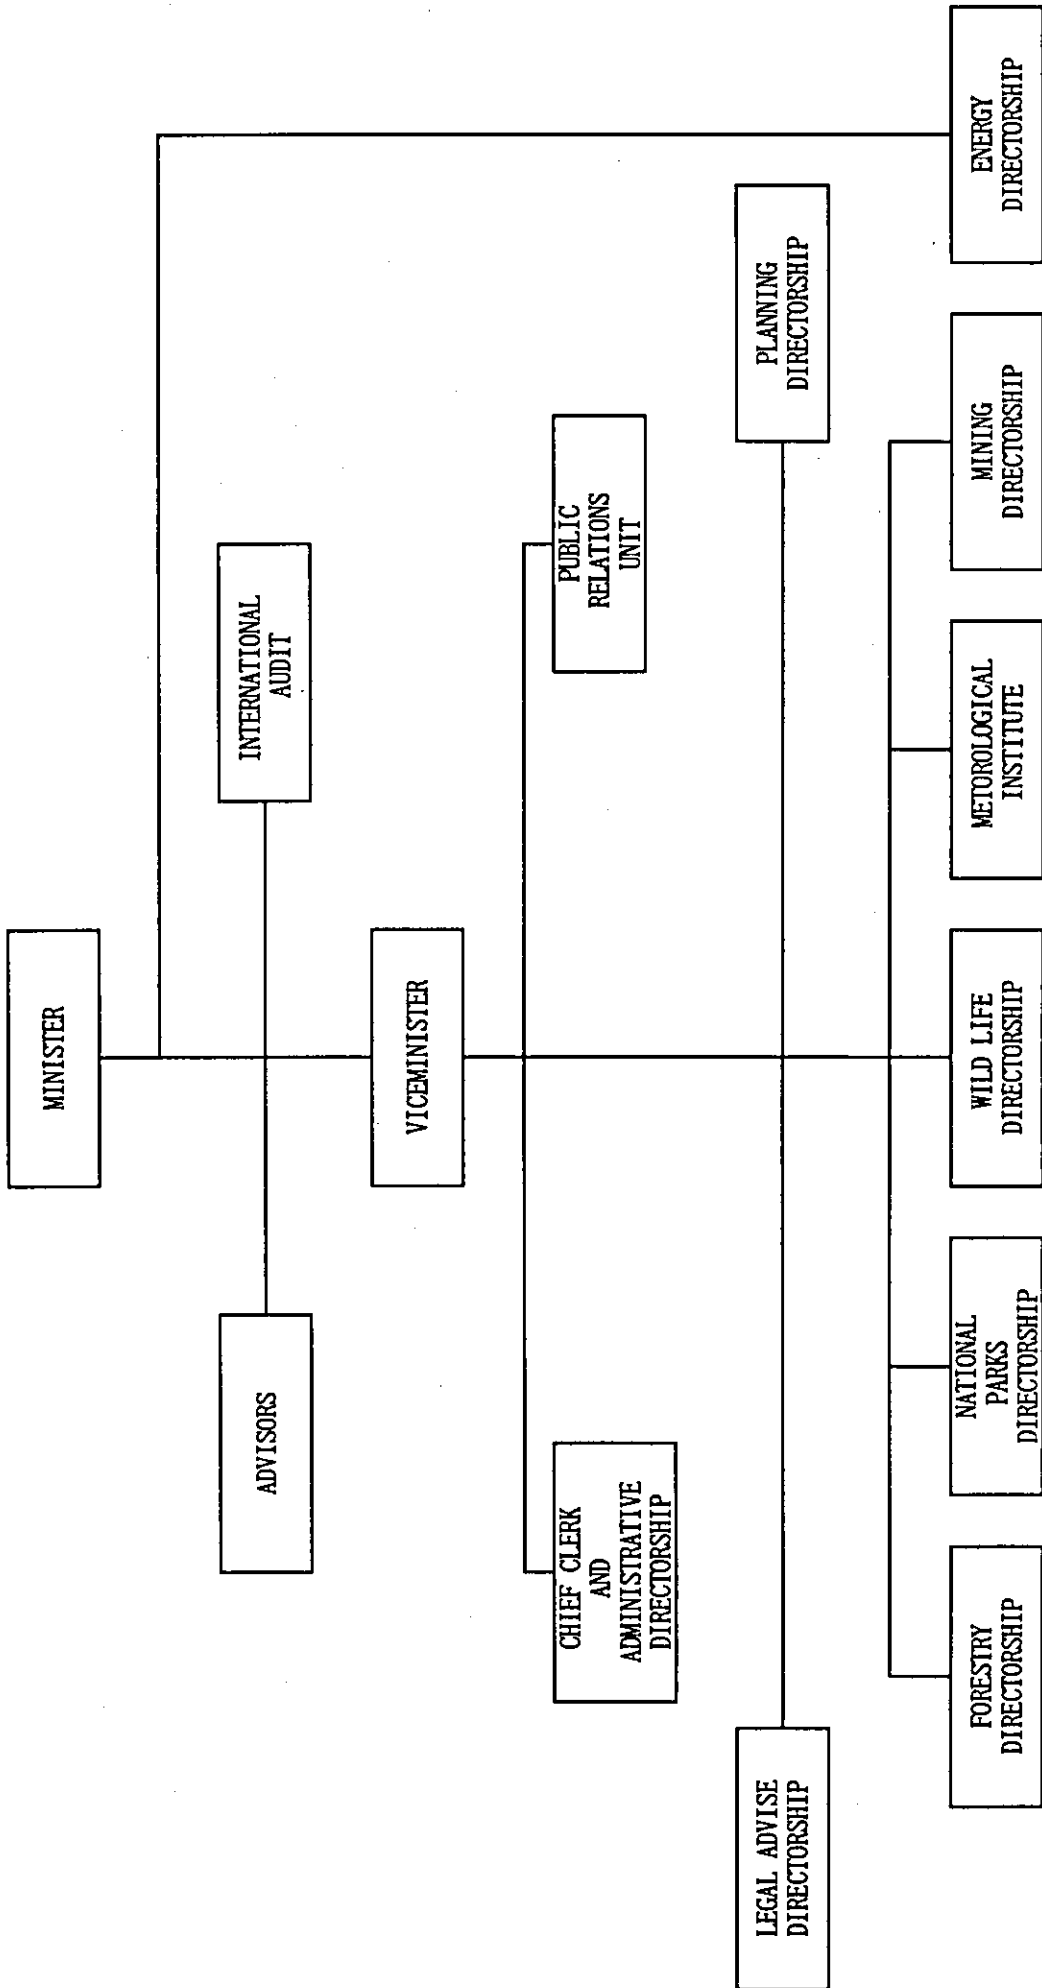 MINISTER
ADVISORS
INTERNATIONAL
AUDIT
VICEMINISTER
CHIEF CLERK
AND
ADMINISTRATIVE
DIRECTORSHIP
PUBLIC
RELATIONS
UNIT
LEGAL ADVISE
DIRECTORSHIP
PLANNING
DIRECTORSHIP
FORESTRY
DIRECTORSHIP
NATIONAL
PARKS
DIRECTORSHIP
WILD LIFE
DIRECTORSHIP
METOROLOGICAL
INSTITUTE
MINING
DIRECTORSHIP
ENERGY
DIRECTORSHIP